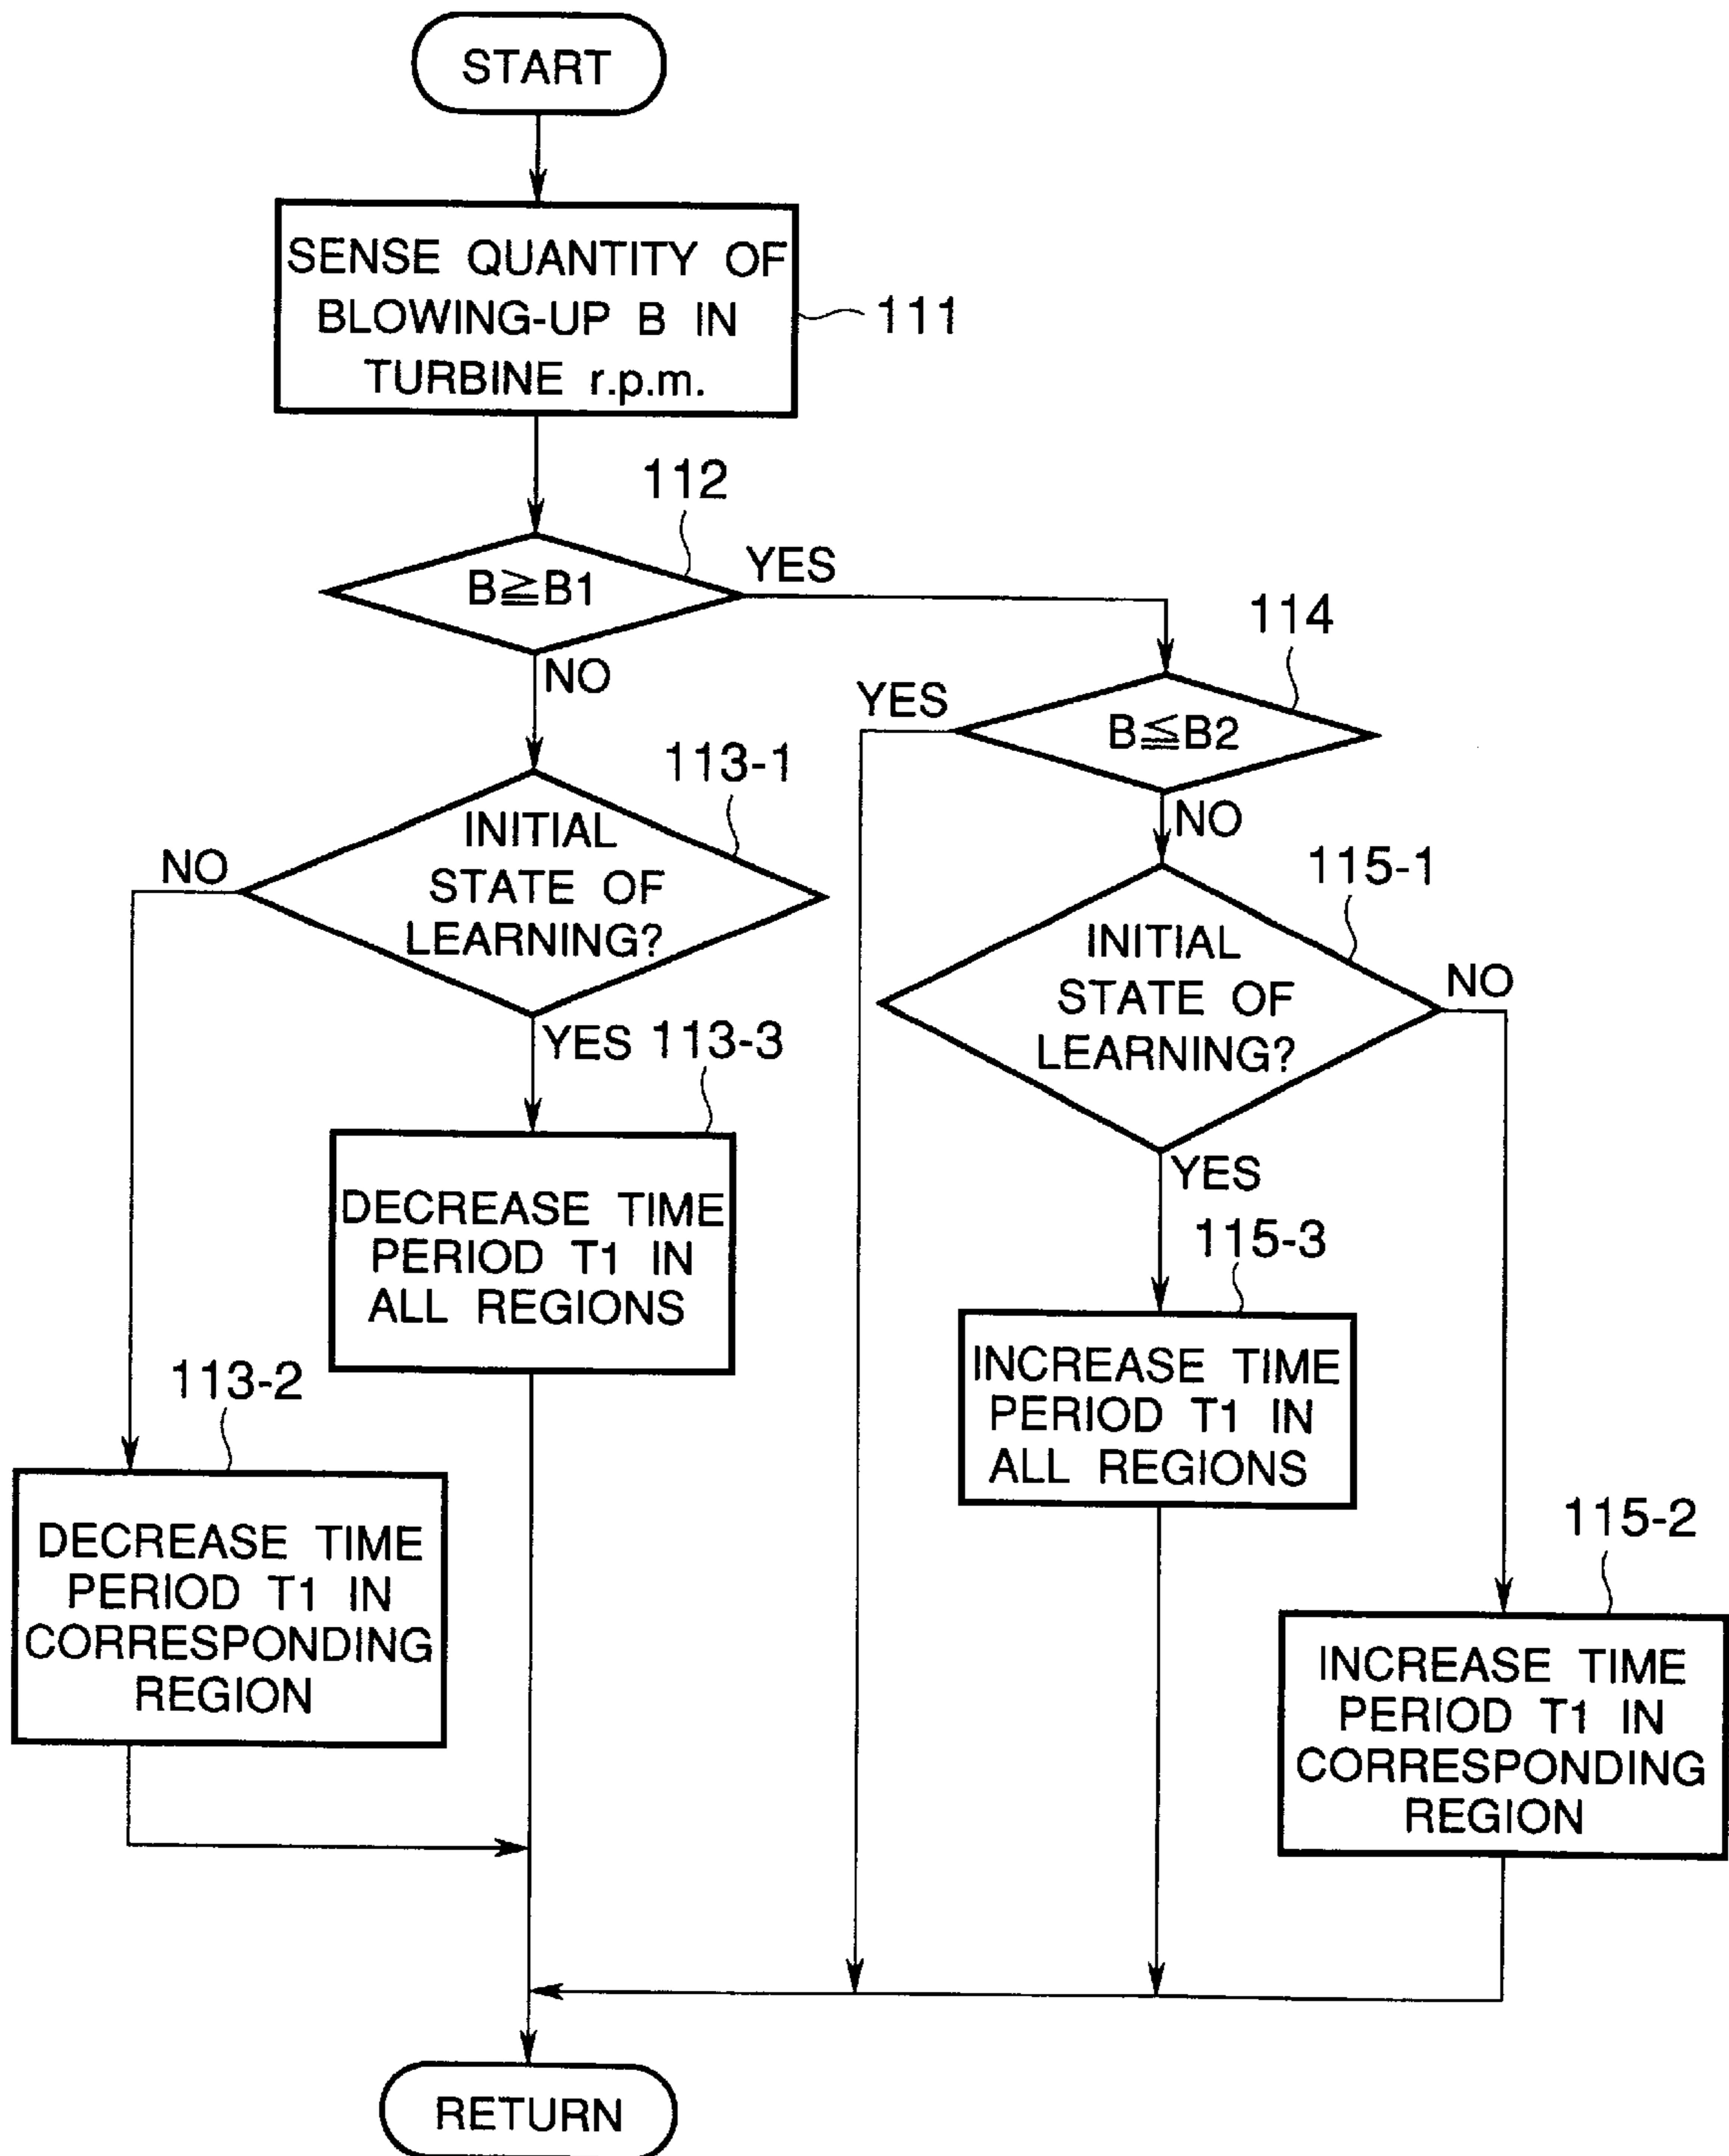 START
SENSE QUANTITY OF
BLOWING-UP B IN
TURBINE r.p.m.
111
112
B≧B1
YES
NO
114
B≦B2
YES
NO
113-1
INITIAL
STATE OF
LEARNING?
NO
YES
115-1
INITIAL
STATE OF
LEARNING?
NO
YES
113-3
DECREASE TIME
PERIOD T1 IN
ALL REGIONS
115-3
INCREASE TIME
PERIOD T1 IN
ALL REGIONS
113-2
DECREASE TIME
PERIOD T1 IN
CORRESPONDING
REGION
115-2
INCREASE TIME
PERIOD T1 IN
CORRESPONDING
REGION
RETURN